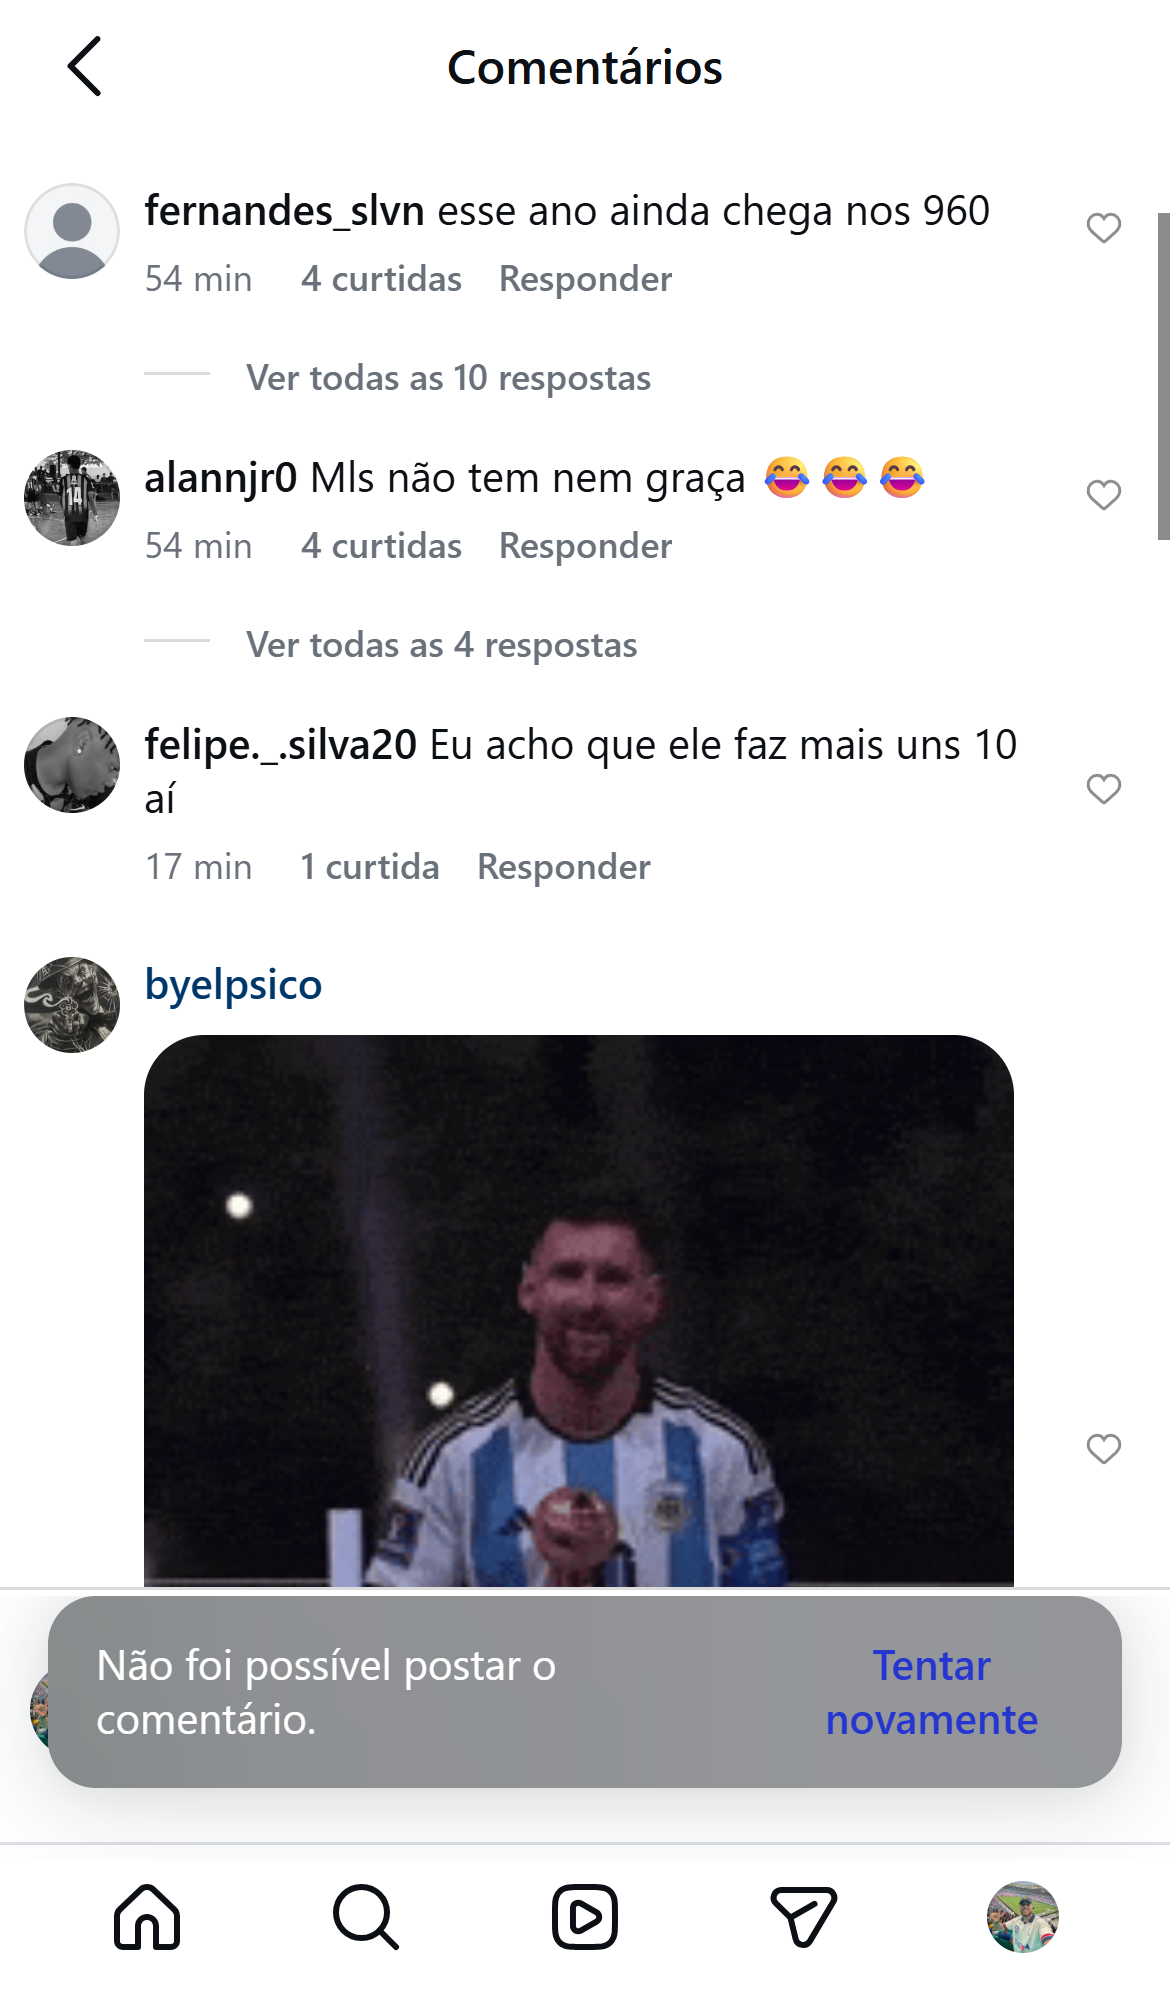 Comentários
fernandes_slvn esse ano ainda chega nos 960
54 min 4 curtidas Responder
Ver todas as 10 respostas
alannjr0 Mls não tem nem graça 😂😂😂
54 min 4 curtidas Responder
Ver todas as 4 respostas
felipe._.silva20 Eu acho que ele faz mais uns 10
aí
17 min 1 curtida Responder
byelpsico
Não foi possível postar o
comentário.
Tentar
novamente